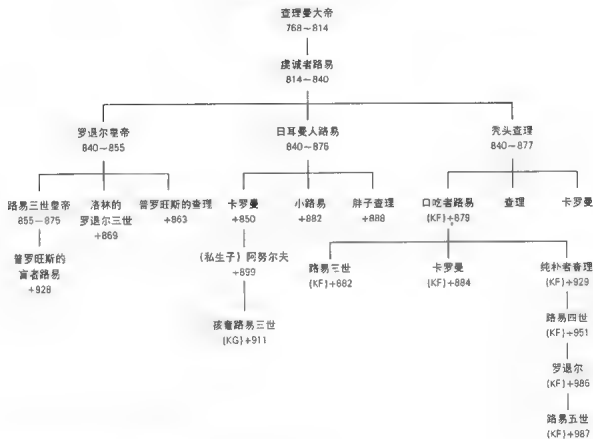 查理曼大帝
768~814
虔诚者路易
814~840
罗退尔皇帝
840~855
日耳曼人路易
840~876
秃头查理
840~877
路易三世皇帝
855—875
洛林的
罗退尔三世
+869
普罗旺斯的查理
+863
卡罗曼
+850
小路易
+882
胖子查理
+888
口吃者路易
(KF)+879
查理
卡罗曼
普罗旺斯的
盲者路易
+928
(私生子)阿努尔夫
+899
路易三世
(KF)+882
卡罗曼
(KF)+884
纯朴者查理
(KF)+929
孩童路易三世
(KG)+911
路易四世
(KF)+951
罗退尔
(KF)+986
路易五世
(KF)+987